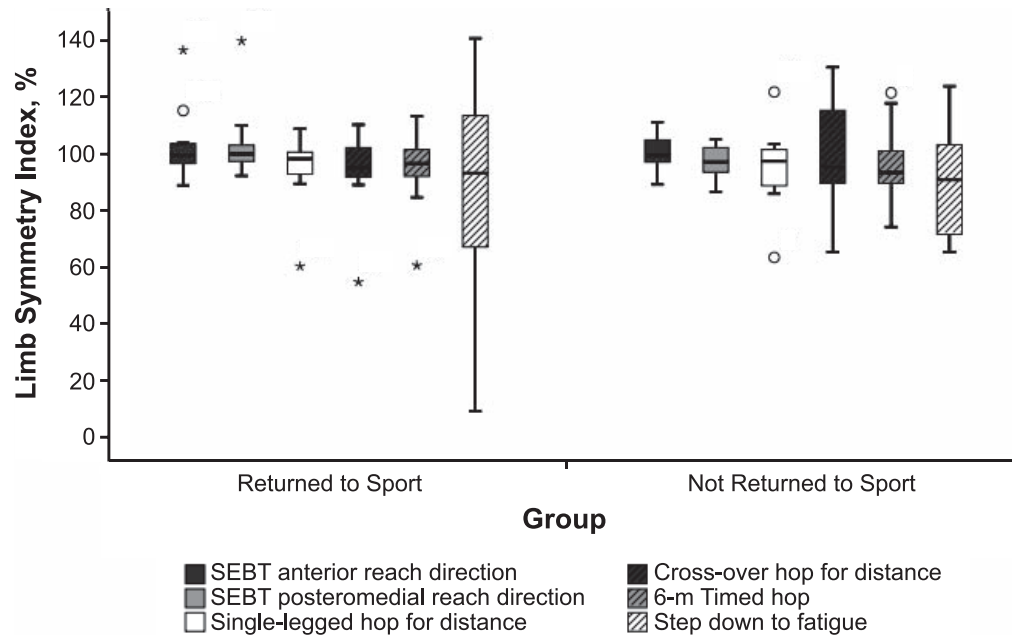 Limb Symmetry Index, %
140
120
100
80
60
40
20
0
Returned to Sport
Not Returned to Sport
Group
SEBT anterior reach direction
SEBT posteromedial reach direction
Single-legged hop for distance
Cross-over hop for distance
6-m Timed hop
Step down to fatigue